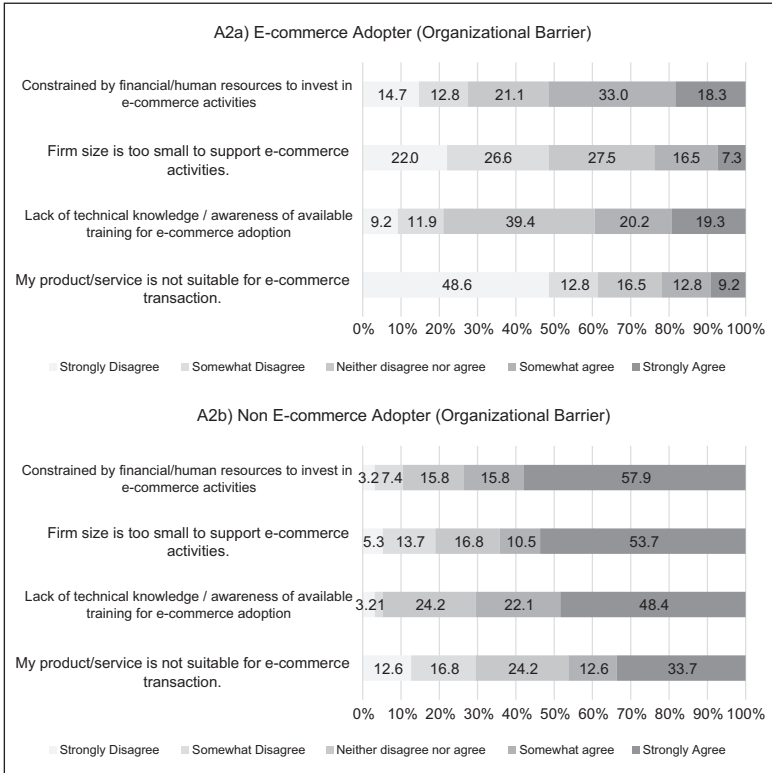 A2a) E-commerce Adopter (Organizational Barrier)
Constrained by financial/human resources to invest in
e-commerce activities
14.7 12.8 21.1 33.0 18.3
Firm size is too small to support e-commerce
activities.
22.0 26.6 27.5 16.5 7.3
Lack of technical knowledge / awareness of available
training for e-commerce adoption
9.2 11.9 39.4 20.2 19.3
My product/service is not suitable for e-commerce
transaction.
48.6 12.8 16.5 12.8 9.2
0% 10% 20% 30% 40% 50% 60% 70% 80% 90% 100%
Strongly Disagree Somewhat Disagree Neither disagree nor agree Somewhat agree Strongly Agree
A2b) Non E-commerce Adopter (Organizational Barrier)
Constrained by financial/human resources to invest in
e-commerce activities
3.2 7.4 15.8 15.8 57.9
Firm size is too small to support e-commerce
activities.
5.3 13.7 16.8 10.5 53.7
Lack of technical knowledge / awareness of available
training for e-commerce adoption
3.21 24.2 22.1 48.4
My product/service is not suitable for e-commerce
transaction.
12.6 16.8 24.2 12.6 33.7
0% 10% 20% 30% 40% 50% 60% 70% 80% 90% 100%
Strongly Disagree Somewhat Disagree Neither disagree nor agree Somewhat agree Strongly Agree